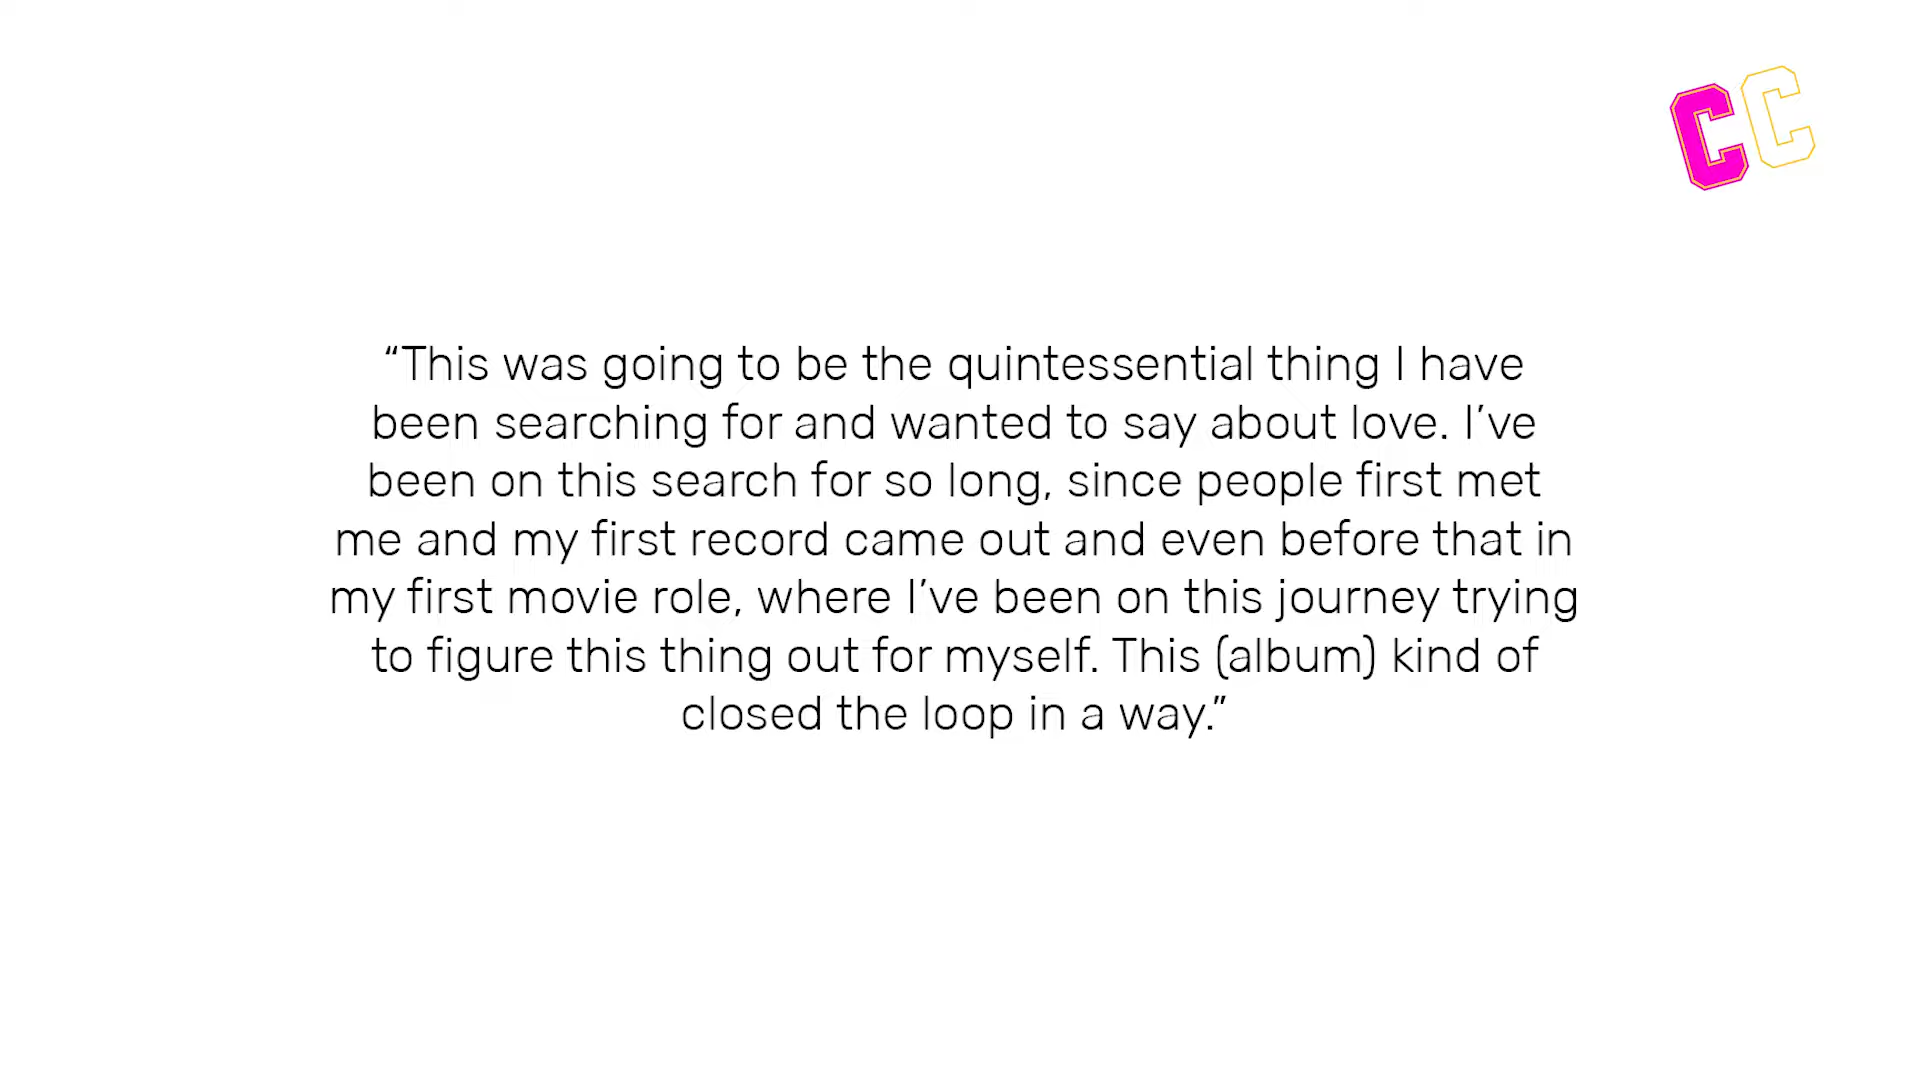 CC
“This was going to be the quintessential thing I have
been searching for and wanted to say about love. I’ve
been on this search for so long, since people first met
me and my first record came out and even before that in
my first movie role, where I’ve been on this journey trying
to figure this thing out for myself. This (album) kind of
closed the loop in a way.”